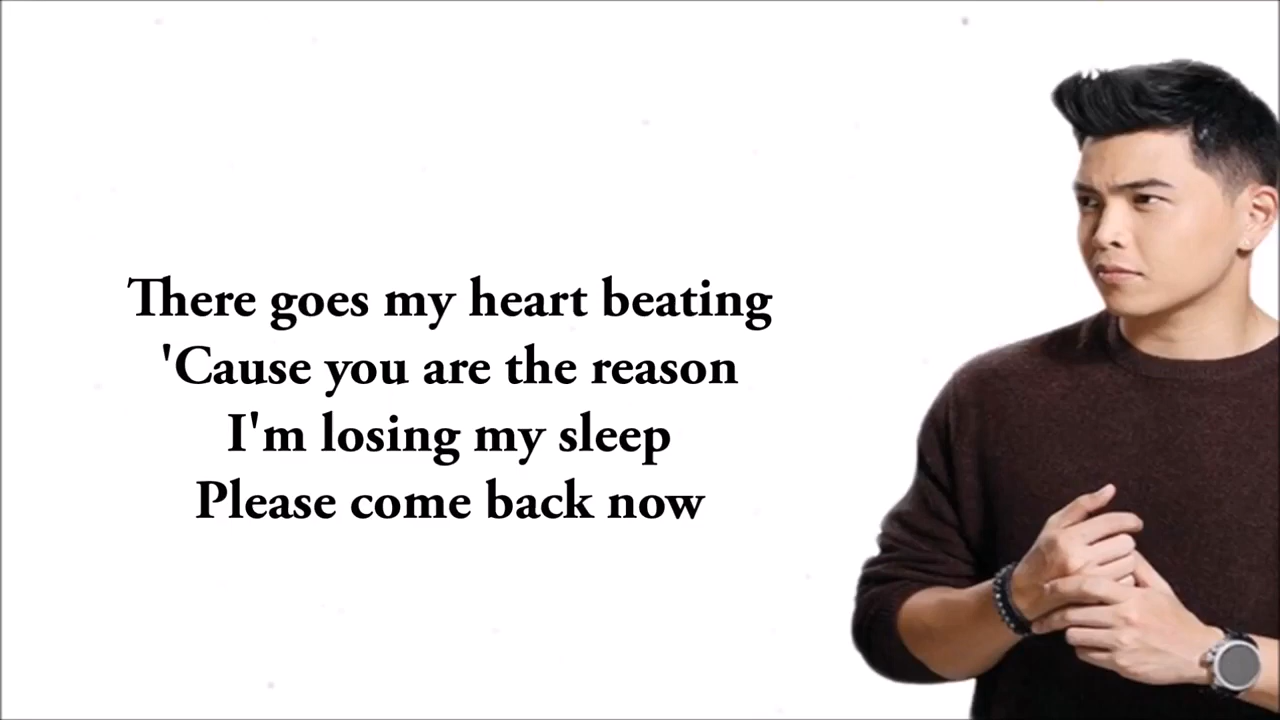 There goes my heart beating
'Cause you are the reason
I'm losing my sleep
Please come back now